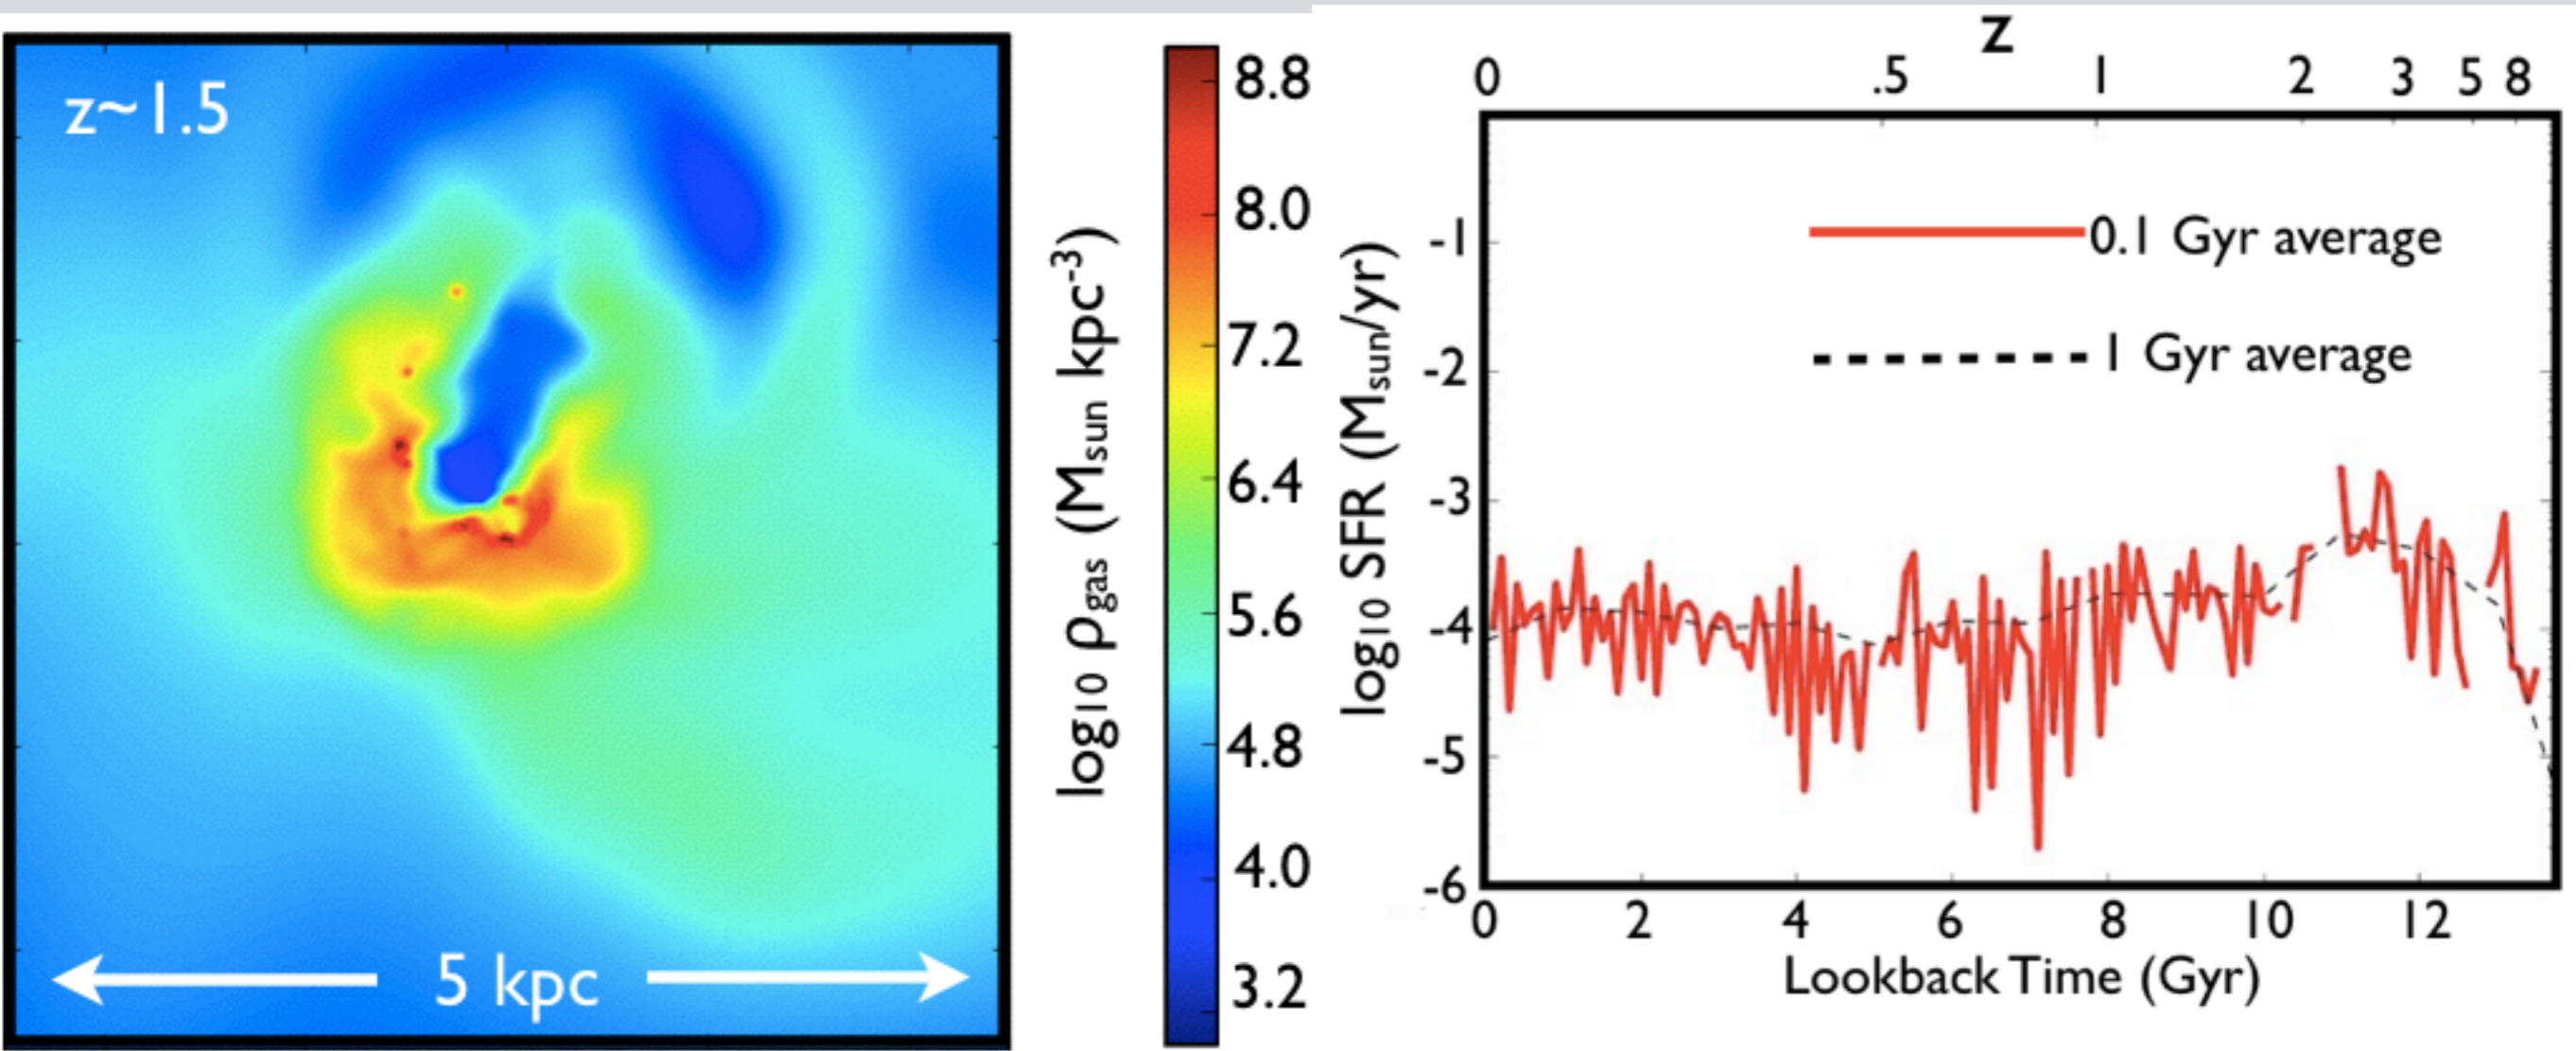 z~1.5
5 kpc
log10 ρgas (Msun kpc-3)
8.8
8.0
7.2
6.4
5.6
4.8
4.0
3.2
z
0 .5 1 2 3 5 8
log10 SFR (Msun/yr)
-1
-2
-3
-4
-5
-6
0.1 Gyr average
1 Gyr average
0 2 4 6 8 10 12
Lookback Time (Gyr)